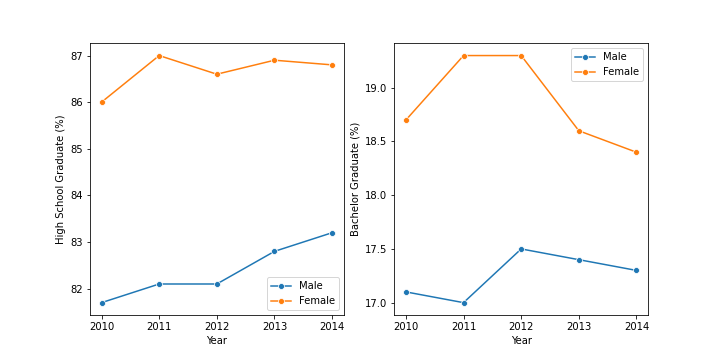 High School Graduate (%)
87
86
85
84
83
82
2010 2011 2012 2013 2014
Year
Male
Female
Bachelor Graduate (%)
19.0
18.5
18.0
17.5
17.0
2010 2011 2012 2013 2014
Year
Male
Female